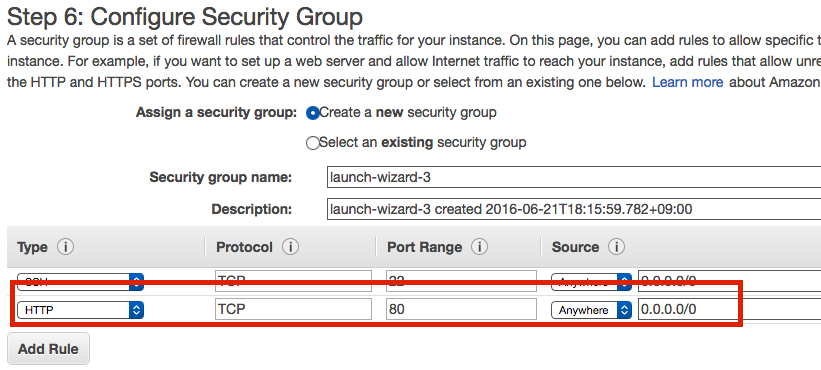 Step 6: Configure Security Group
A security group is a set of firewall rules that control the traffic for your instance. On this page, you can add rules to allow specific t
instance. For example, if you want to set up a web server and allow Internet traffic to reach your instance, add rules that allow unre
the HTTP and HTTPS ports. You can create a new security group or select from an existing one below. Learn more about Amazon
Assign a security group: Create a new security group
Select an existing security group
Security group name: launch-wizard-3
Description: launch-wizard-3 created 2016-06-21T18:15:59.782+09:00
Type i Protocol i Port Range i Source i
SSH TCP 22 Anywhere 0.0.0.0/0
HTTP TCP 80 Anywhere 0.0.0.0/0
Add Rule